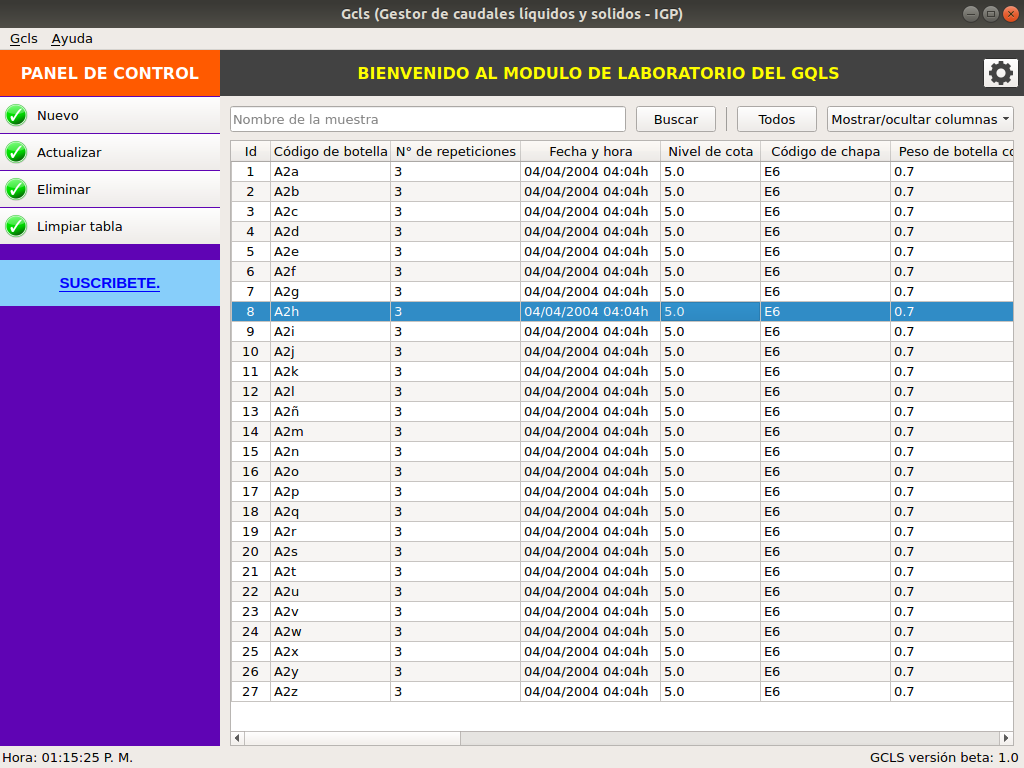 Gcls (Gestor de caudales líquidos y solidos - IGP)
Gcls Ayuda
PANEL DE CONTROL
BIENVENIDO AL MODULO DE LABORATORIO DEL GQLS
Nuevo
Actualizar
Eliminar
Limpiar tabla
SUSCRIBETE.
Nombre de la muestra Buscar Todos Mostrar/ocultar columnas
Id Código de botella N° de repeticiones Fecha y hora Nivel de cota Código de chapa Peso de botella co
1 A2a 3 04/04/2004 04:04h 5.0 E6 0.7
2 A2b 3 04/04/2004 04:04h 5.0 E6 0.7
3 A2c 3 04/04/2004 04:04h 5.0 E6 0.7
4 A2d 3 04/04/2004 04:04h 5.0 E6 0.7
5 A2e 3 04/04/2004 04:04h 5.0 E6 0.7
6 A2f 3 04/04/2004 04:04h 5.0 E6 0.7
7 A2g 3 04/04/2004 04:04h 5.0 E6 0.7
8 A2h 3 04/04/2004 04:04h 5.0 E6 0.7
9 A2i 3 04/04/2004 04:04h 5.0 E6 0.7
10 A2j 3 04/04/2004 04:04h 5.0 E6 0.7
11 A2k 3 04/04/2004 04:04h 5.0 E6 0.7
12 A2l 3 04/04/2004 04:04h 5.0 E6 0.7
13 A2ñ 3 04/04/2004 04:04h 5.0 E6 0.7
14 A2m 3 04/04/2004 04:04h 5.0 E6 0.7
15 A2n 3 04/04/2004 04:04h 5.0 E6 0.7
16 A2o 3 04/04/2004 04:04h 5.0 E6 0.7
17 A2p 3 04/04/2004 04:04h 5.0 E6 0.7
18 A2q 3 04/04/2004 04:04h 5.0 E6 0.7
19 A2r 3 04/04/2004 04:04h 5.0 E6 0.7
20 A2s 3 04/04/2004 04:04h 5.0 E6 0.7
21 A2t 3 04/04/2004 04:04h 5.0 E6 0.7
22 A2u 3 04/04/2004 04:04h 5.0 E6 0.7
23 A2v 3 04/04/2004 04:04h 5.0 E6 0.7
24 A2w 3 04/04/2004 04:04h 5.0 E6 0.7
25 A2x 3 04/04/2004 04:04h 5.0 E6 0.7
26 A2y 3 04/04/2004 04:04h 5.0 E6 0.7
27 A2z 3 04/04/2004 04:04h 5.0 E6 0.7
Hora: 01:15:25 P. M. GCLS versión beta: 1.0